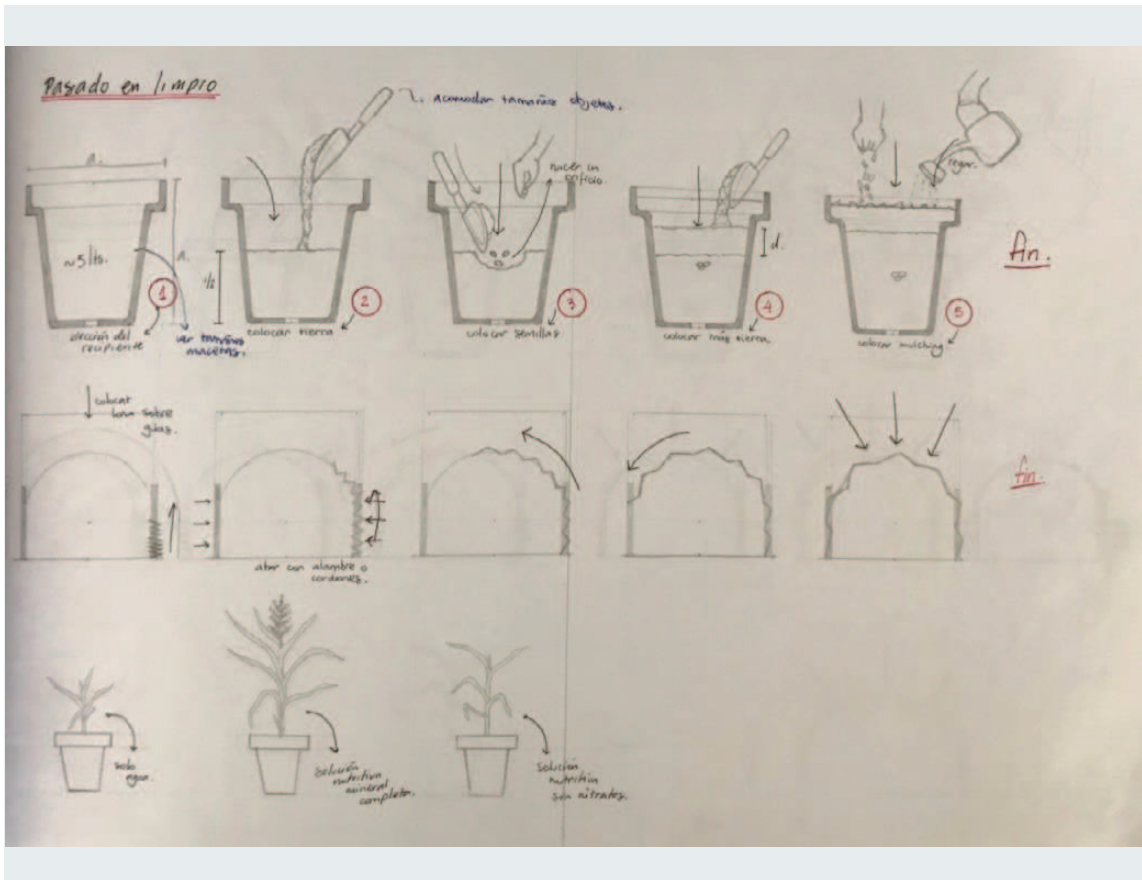 Pasado en limpio
acomodar tamaños objetos.
a.
regar.
hacer un
orificio.
~5 lts.
a.
1/2
d.
fin.
1
2
3
4
5
elección del
recipiente
ver tamaños
macetas.
colocar tierra
colocar semillas
colocar más tierra.
colocar mulching
colocar
lona sobre
guías.
fin.
atar con alambre o
cordones.
solo
agua.
solución
nutritiva
mineral
completa.
solución
nutritiva
sin nitratos.